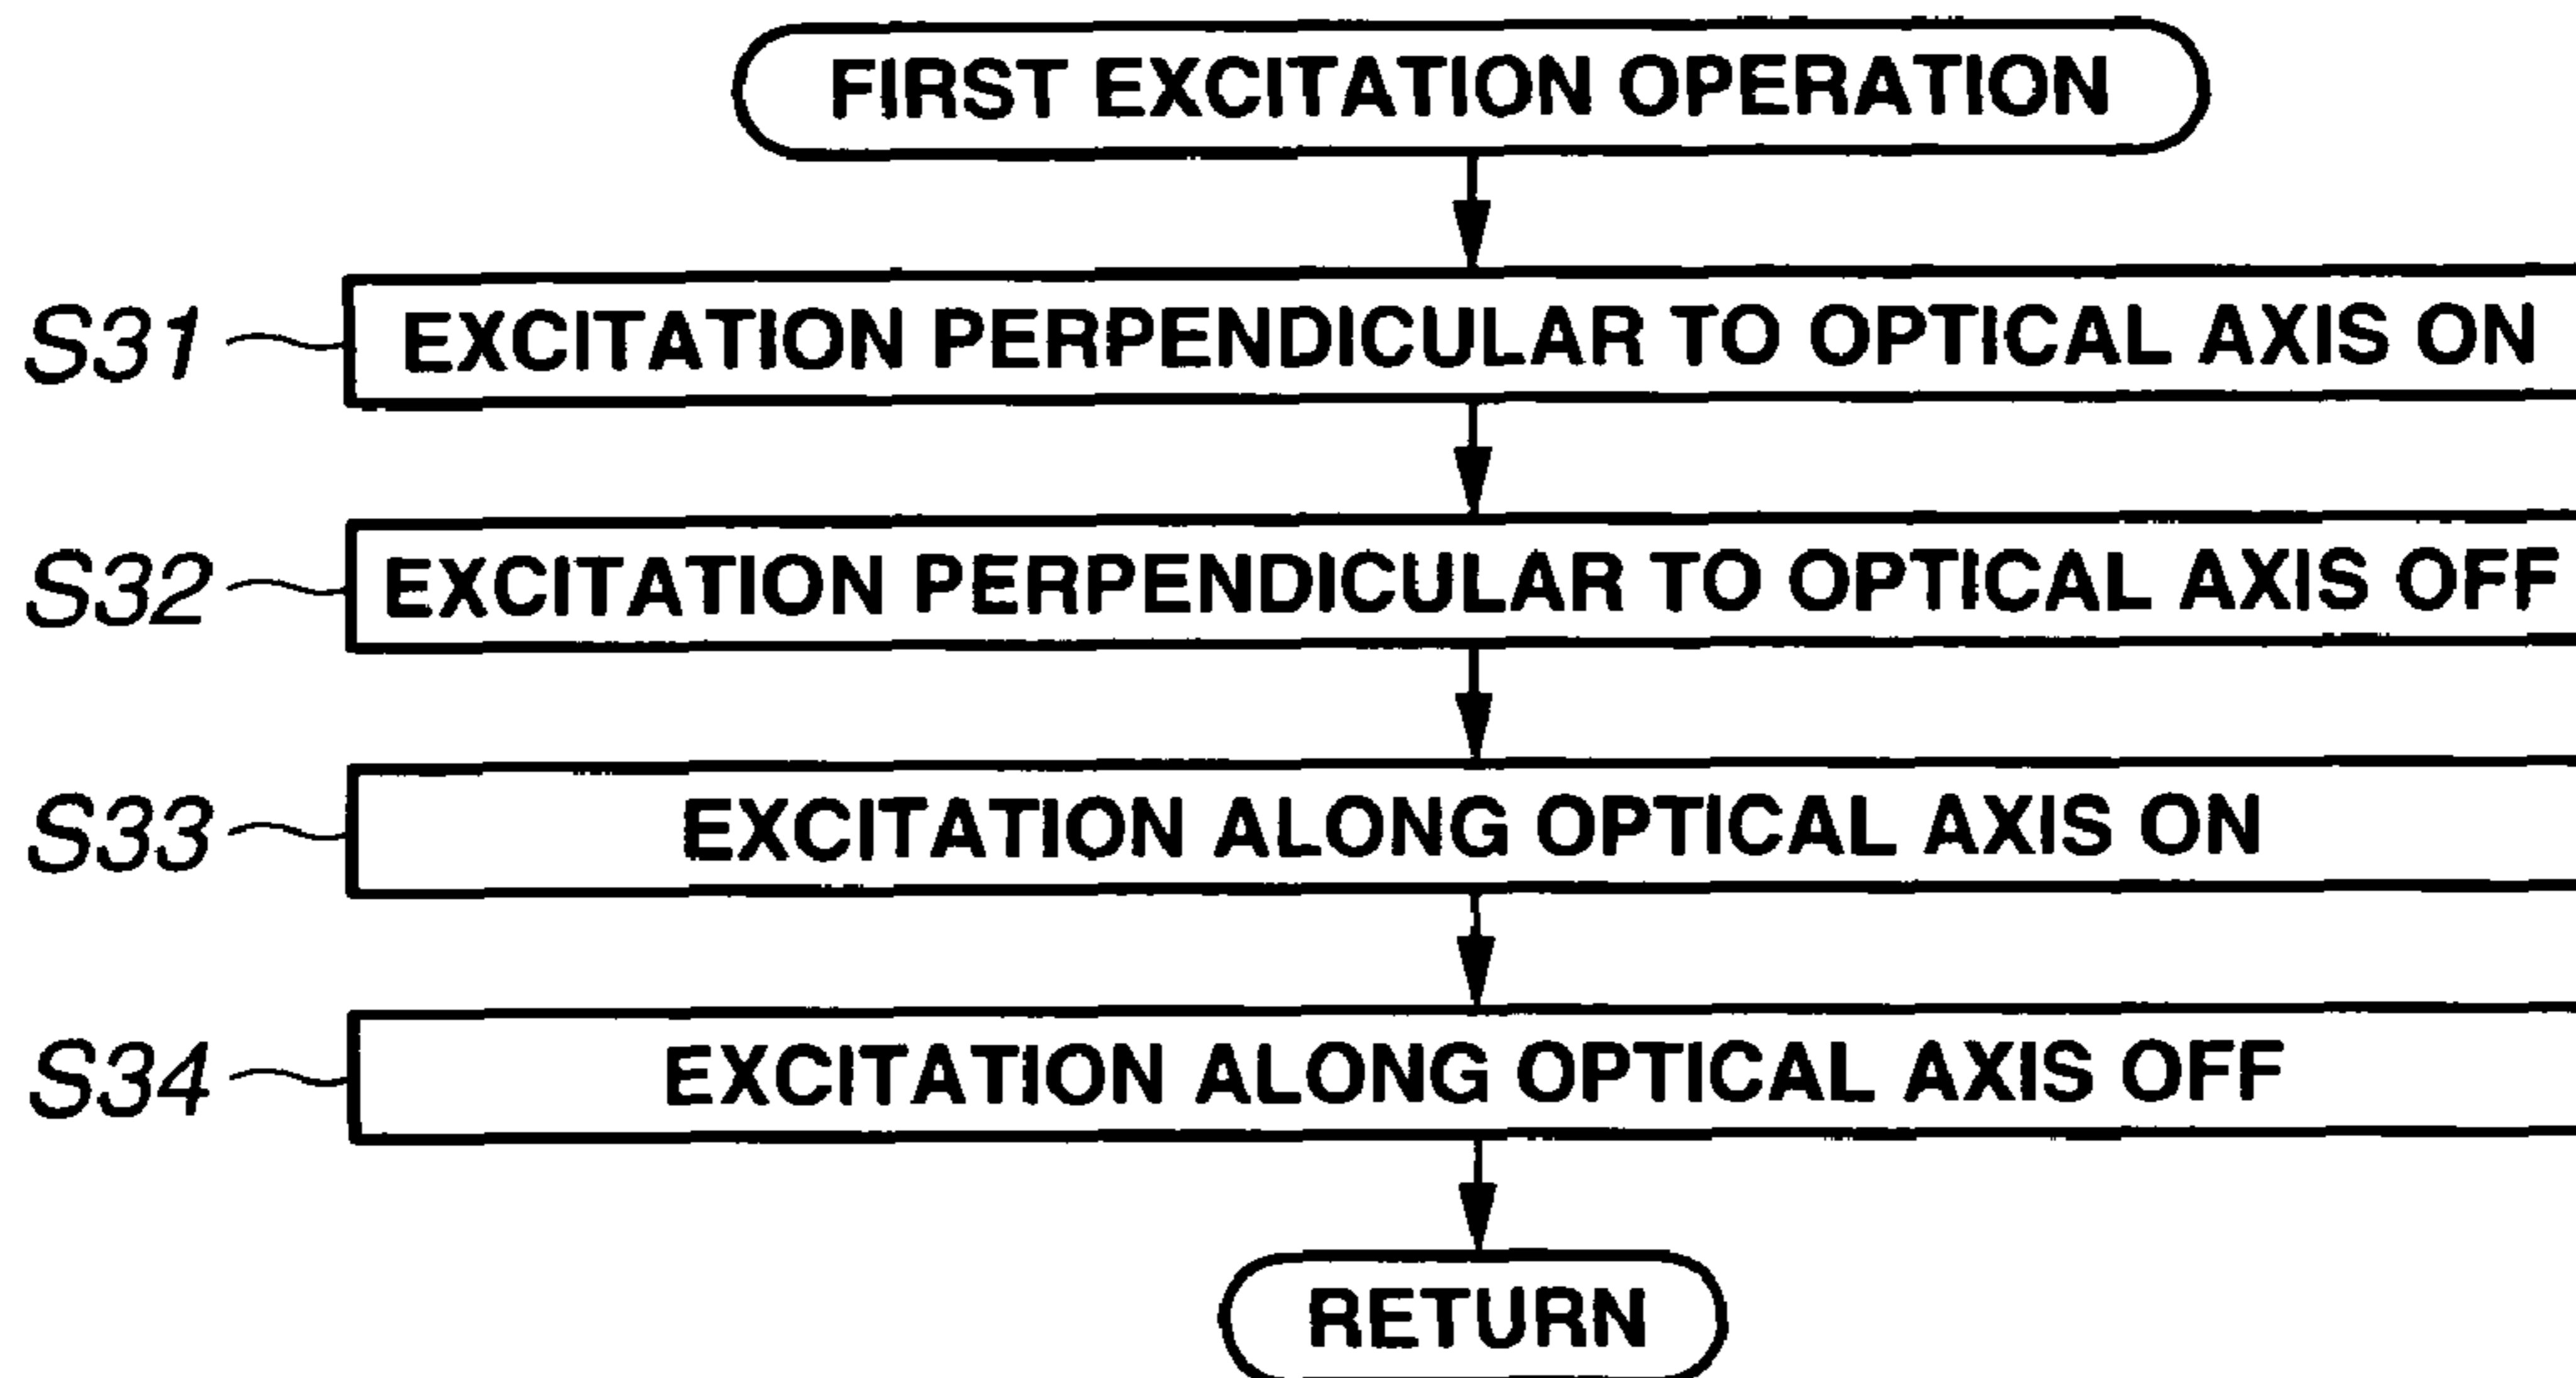 FIRST EXCITATION OPERATION
S31 EXCITATION PERPENDICULAR TO OPTICAL AXIS ON
S32 EXCITATION PERPENDICULAR TO OPTICAL AXIS OFF
S33 EXCITATION ALONG OPTICAL AXIS ON
S34 EXCITATION ALONG OPTICAL AXIS OFF
RETURN